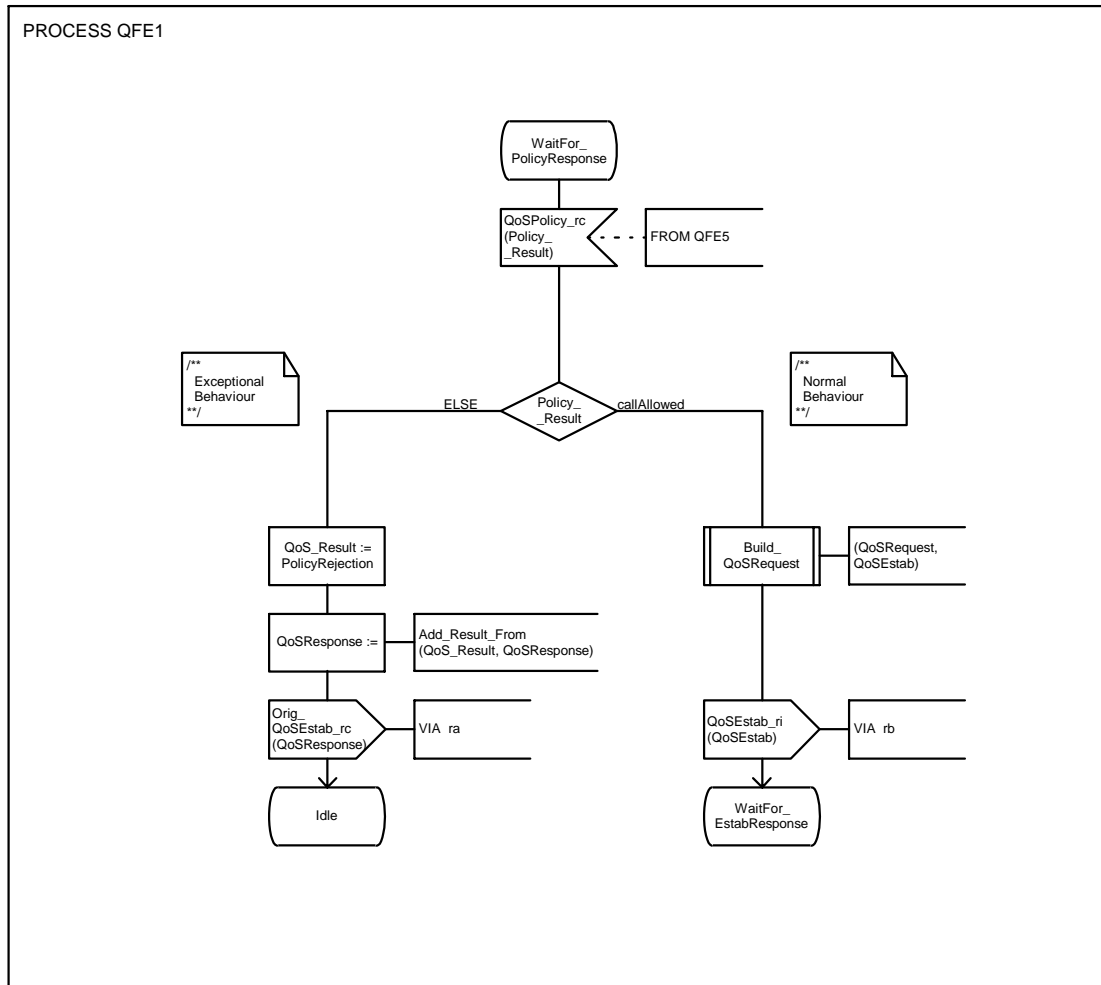 PROCESS QFE1
WaitFor_
PolicyResponse
QoSPolicy_rc
(Policy_
_Result)
FROM QFE5
/**
Exceptional
Behaviour
**/
/**
Normal
Behaviour
**/
ELSE
Policy_
_Result
callAllowed
QoS_Result :=
PolicyRejection
Build_
QoSRequest
(QoSRequest,
QoSEstab)
QoSResponse :=
Add_Result_From
(QoS_Result, QoSResponse)
Orig_
QoSEstab_rc
(QoSResponse)
VIA ra
QoSEstab_ri
(QoSEstab)
VIA rb
Idle
WaitFor_
EstabResponse